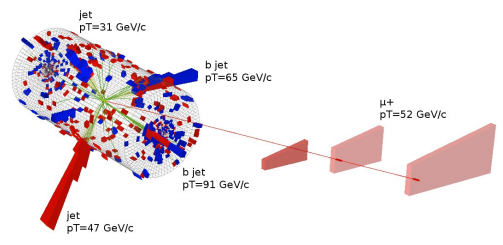 jet
pT=31 GeV/c
b jet
pT=65 GeV/c
μ+
pT=52 GeV/c
b jet
pT=91 GeV/c
jet
pT=47 GeV/c